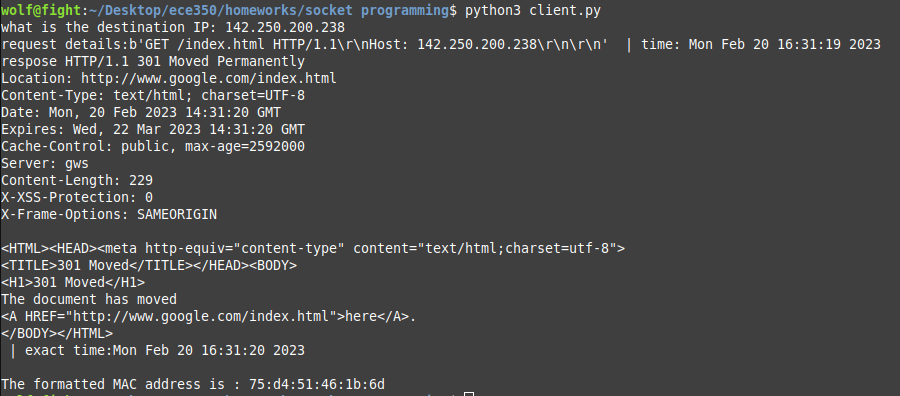 wolf@fight:~/Desktop/ece350/homeworks/socket programming$ python3 client.py
what is the destination IP: 142.250.200.238
request details:b'GET /index.html HTTP/1.1\r\nHost: 142.250.200.238\r\n\r\n'  | time: Mon Feb 20 16:31:19 2023
respose HTTP/1.1 301 Moved Permanently
Location: http://www.google.com/index.html
Content-Type: text/html; charset=UTF-8
Date: Mon, 20 Feb 2023 14:31:20 GMT
Expires: Wed, 22 Mar 2023 14:31:20 GMT
Cache-Control: public, max-age=2592000
Server: gws
Content-Length: 229
X-XSS-Protection: 0
X-Frame-Options: SAMEORIGIN

<HTML><HEAD><meta http-equiv="content-type" content="text/html;charset=utf-8">
<TITLE>301 Moved</TITLE></HEAD><BODY>
<H1>301 Moved</H1>
The document has moved
<A HREF="http://www.google.com/index.html">here</A>.
</BODY></HTML>
 | exact time:Mon Feb 20 16:31:20 2023

The formatted MAC address is : 75:d4:51:46:1b:6d